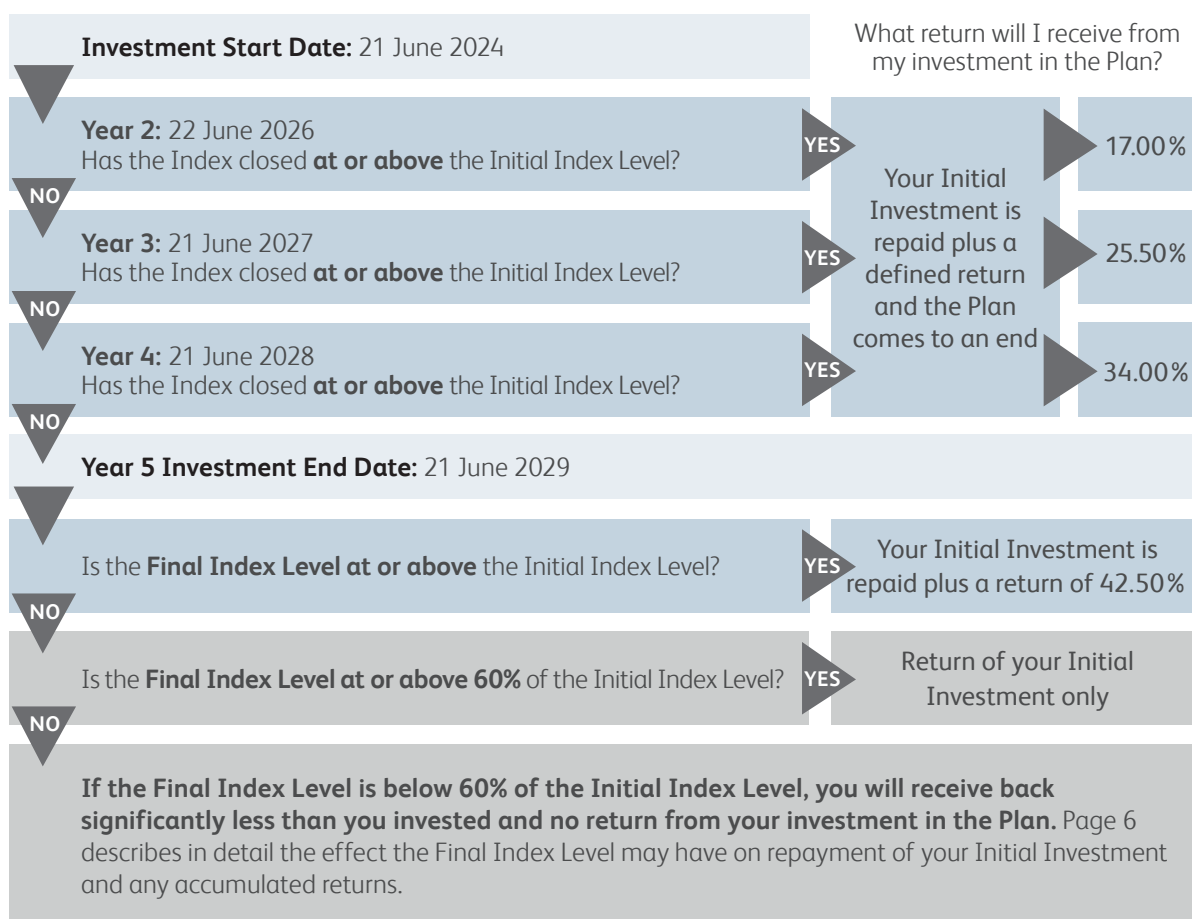 Investment Start Date: 21 June 2024
What return will I receive from
my investment in the Plan?
Year 2: 22 June 2026
Has the Index closed at or above the Initial Index Level?
YES
17.00%
NO
Year 3: 21 June 2027
Has the Index closed at or above the Initial Index Level?
YES
25.50%
NO
Year 4: 21 June 2028
Has the Index closed at or above the Initial Index Level?
YES
34.00%
Your Initial
Investment is
repaid plus a
defined return
and the Plan
comes to an end
NO
Year 5 Investment End Date: 21 June 2029
Is the Final Index Level at or above the Initial Index Level?
YES
Your Initial Investment is
repaid plus a return of 42.50%
NO
Is the Final Index Level at or above 60% of the Initial Index Level?
YES
Return of your Initial
Investment only
NO
If the Final Index Level is below 60% of the Initial Index Level, you will receive back
significantly less than you invested and no return from your investment in the Plan. Page 6
describes in detail the effect the Final Index Level may have on repayment of your Initial Investment
and any accumulated returns.